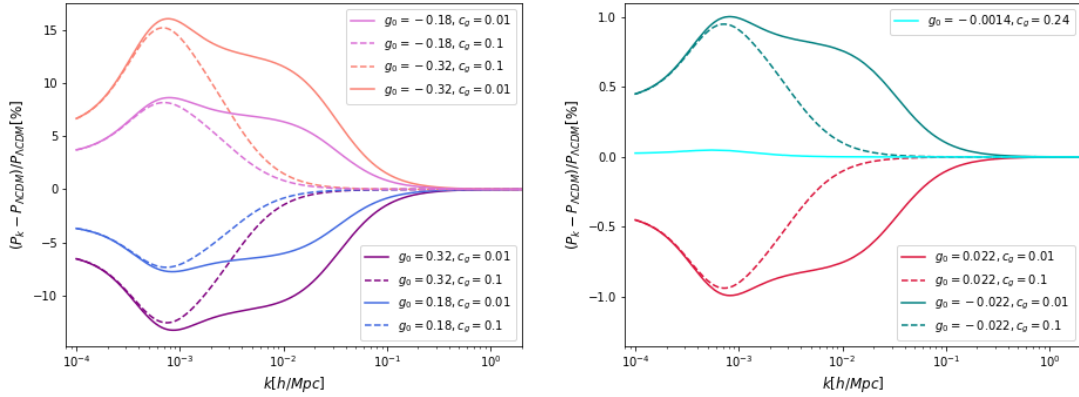 (P_k − P_ΛCDM)/P_ΛCDM[%]
15
10
5
0
−5
−10
g₀ = −0.18, c_g = 0.01
g₀ = −0.18, c_g = 0.1
g₀ = −0.32, c_g = 0.1
g₀ = −0.32, c_g = 0.01
g₀ = 0.32, c_g = 0.01
g₀ = 0.32, c_g = 0.1
g₀ = 0.18, c_g = 0.01
g₀ = 0.18, c_g = 0.1
10⁻⁴ 10⁻³ 10⁻² 10⁻¹ 10⁰
k[h/Mpc]
(P_k − P_ΛCDM)/P_ΛCDM[%]
1.0
0.5
0.0
−0.5
−1.0
g₀ = −0.0014, c_g = 0.24
g₀ = 0.022, c_g = 0.01
g₀ = 0.022, c_g = 0.1
g₀ = −0.022, c_g = 0.01
g₀ = −0.022, c_g = 0.1
10⁻⁴ 10⁻³ 10⁻² 10⁻¹ 10⁰
k[h/Mpc]